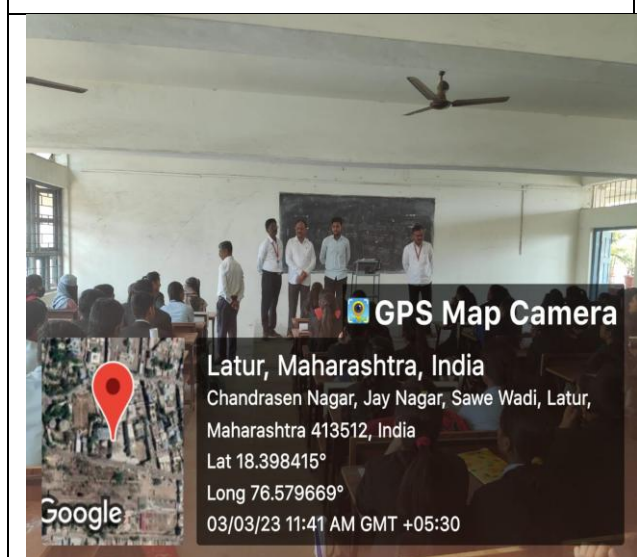 GPS Map Camera
Latur, Maharashtra, India
Chandrasen Nagar, Jay Nagar, Sawe Wadi, Latur,
Maharashtra 413512, India
Lat 18.398415°
Long 76.579669°
03/03/23 11:41 AM GMT +05:30
Google